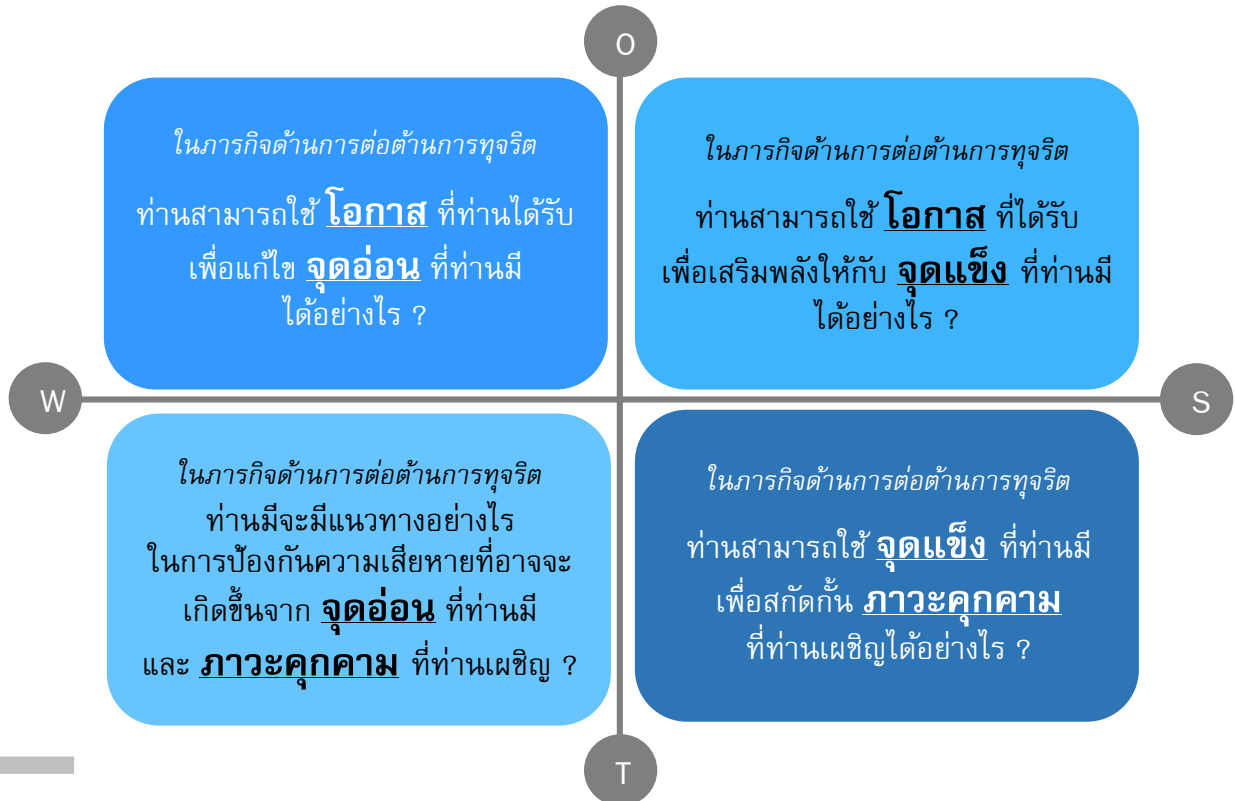 O
ในภารกิจด้านการต่อต้านการทุจริต
ท่านสามารถใช้ โอกาส ที่ท่านได้รับ
เพื่อแก้ไข จุดอ่อน ที่ท่านมี
ได้อย่างไร ?
ในภารกิจด้านการต่อต้านการทุจริต
ท่านสามารถใช้ โอกาส ที่ได้รับ
เพื่อเสริมพลังให้กับ จุดแข็ง ที่ท่านมี
ได้อย่างไร ?
W
S
ในภารกิจด้านการต่อต้านการทุจริต
ท่านมีจะมีแนวทางอย่างไร
ในการป้องกันความเสียหายที่อาจจะ
เกิดขึ้นจาก จุดอ่อน ที่ท่านมี
และ ภาวะคุกคาม ที่ท่านเผชิญ ?
ในภารกิจด้านการต่อต้านการทุจริต
ท่านสามารถใช้ จุดแข็ง ที่ท่านมี
เพื่อสกัดกั้น ภาวะคุกคาม
ที่ท่านเผชิญได้อย่างไร ?
T